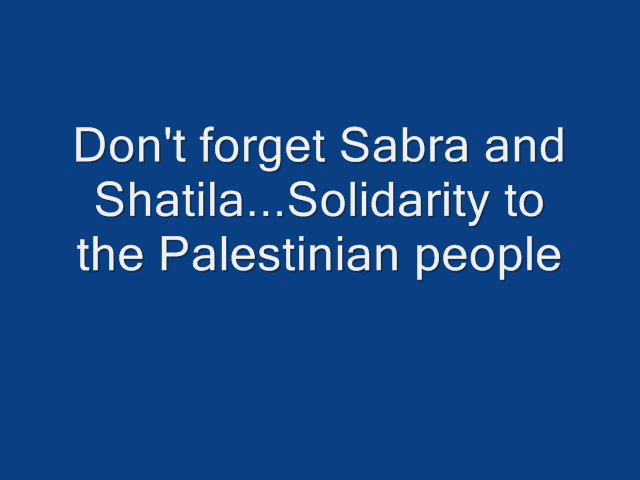 Don't forget Sabra and
Shatila...Solidarity to
the Palestinian people